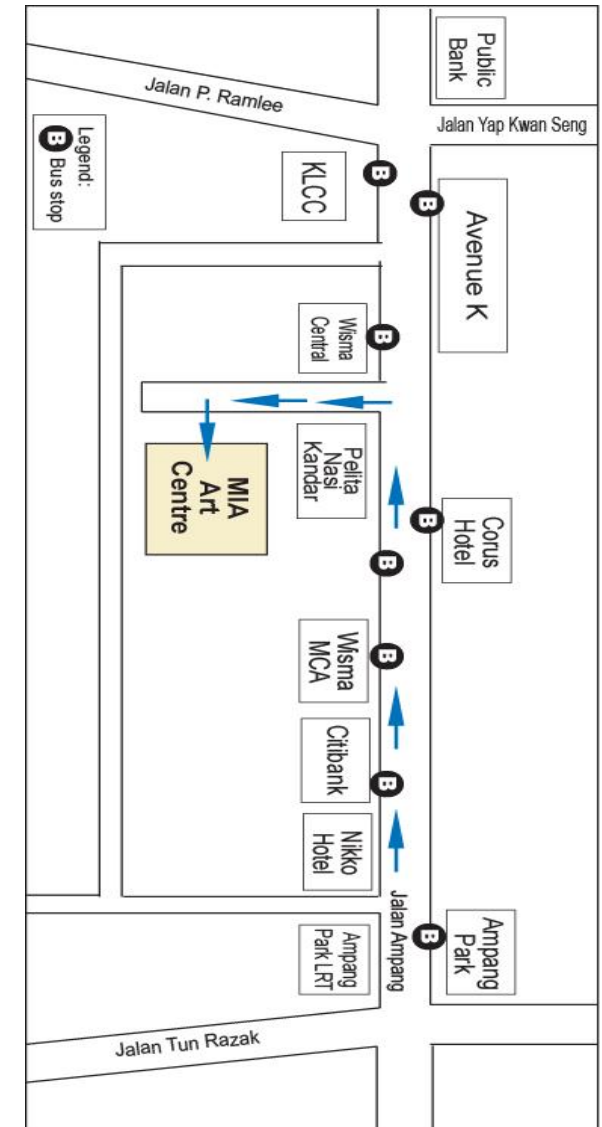 Public
Bank
Jalan Yap Kwan Seng
Avenue K
Corus
Hotel
Ampang
Park
B
B
B
Jalan Ampang
B
B
B
B
B
KLCC
Wisma
Central
Pelita
Nasi
Kandar
Wisma
MCA
Citibank
Nikko
Hotel
Ampang
Park LRT
Jalan P. Ramlee
MIA
Art
Centre
Jalan Tun Razak
Legend:
B Bus stop